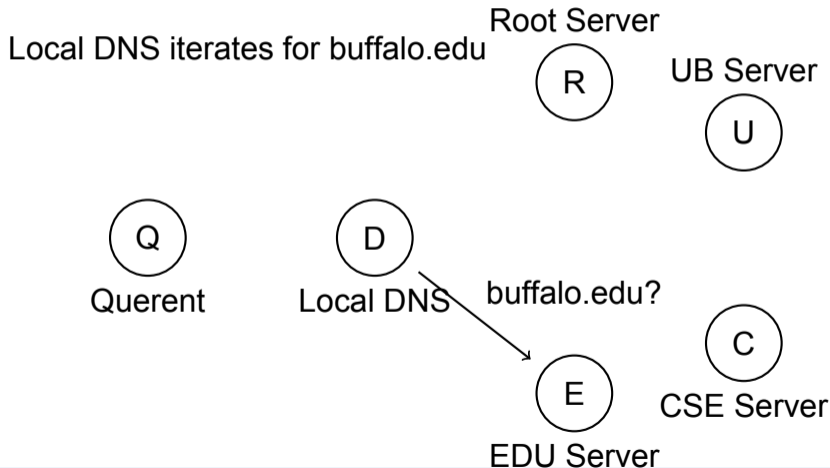 Root Server
Local DNS iterates for buffalo.edu
R
UB Server
U
Q
D
Querent
Local DNS
buffalo.edu?
C
E
CSE Server
EDU Server